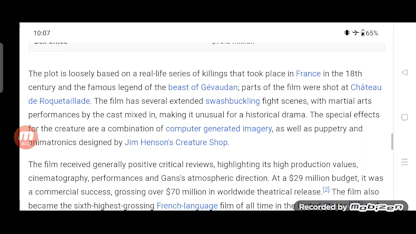 10:07
65%
The plot is loosely based on a real-life series of killings that took place in France in the 18th
century and the famous legend of the beast of Gévaudan; parts of the film were shot at Château
de Roquetaillade. The film has several extended swashbuckling fight scenes, with martial arts
performances by the cast mixed in, making it unusual for a historical drama. The special effects
for the creature are a combination of computer generated imagery, as well as puppetry and
animatronics designed by Jim Henson's Creature Shop.
The film received generally positive critical reviews, highlighting its high production values,
cinematography, performances and Gans's atmospheric direction. At a $29 million budget, it was
a commercial success, grossing over $70 million in worldwide theatrical release.[2] The film also
became the sixth-highest-grossing French-language film of all time in the
Recorded by Mobizen